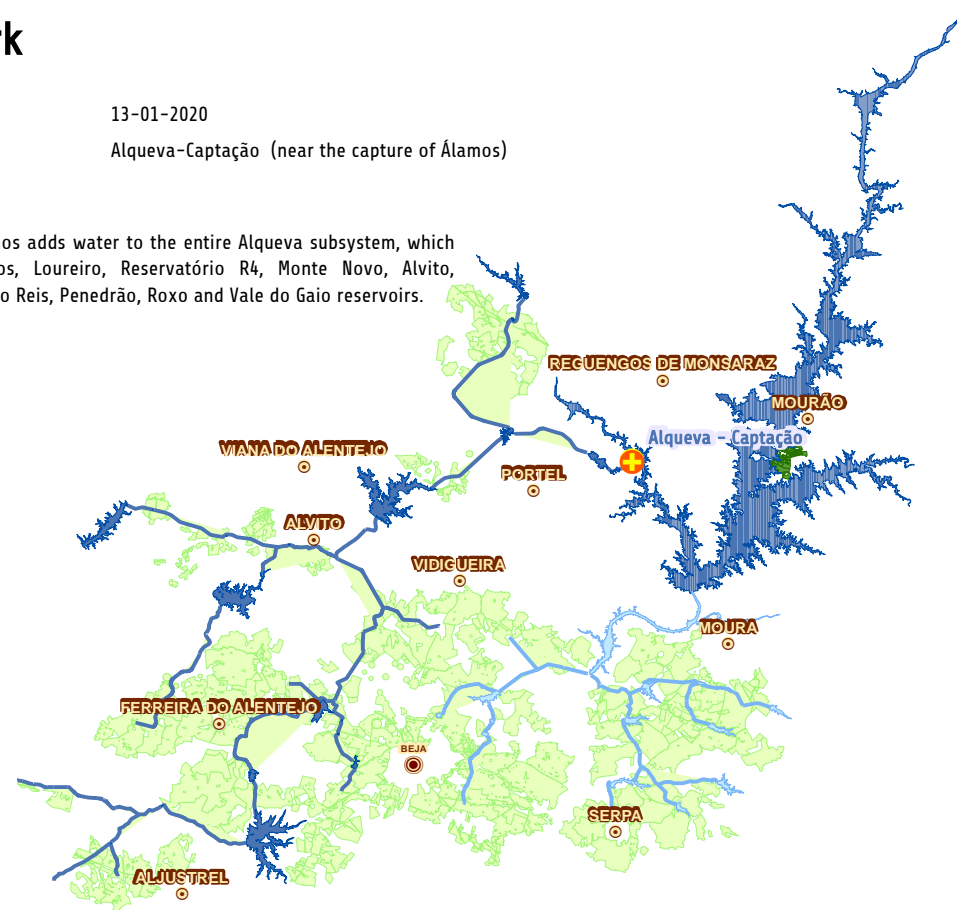 rk
13-01-2020
Alqueva-Captação (near the capture of Álamos)
os adds water to the entire Alqueva subsystem, which
os, Loureiro, Reservatório R4, Monte Novo, Alvito,
o Reis, Penedrão, Roxo and Vale do Gaio reservoirs.
REGUENGOS DE MONSARAZ
MOURÃO
Alqueva - Captação
VIANA DO ALENTEJO
PORTEL
ALVITO
VIDIGUEIRA
MOURA
FERREIRA DO ALENTEJO
BEJA
SERPA
ALJUSTREL